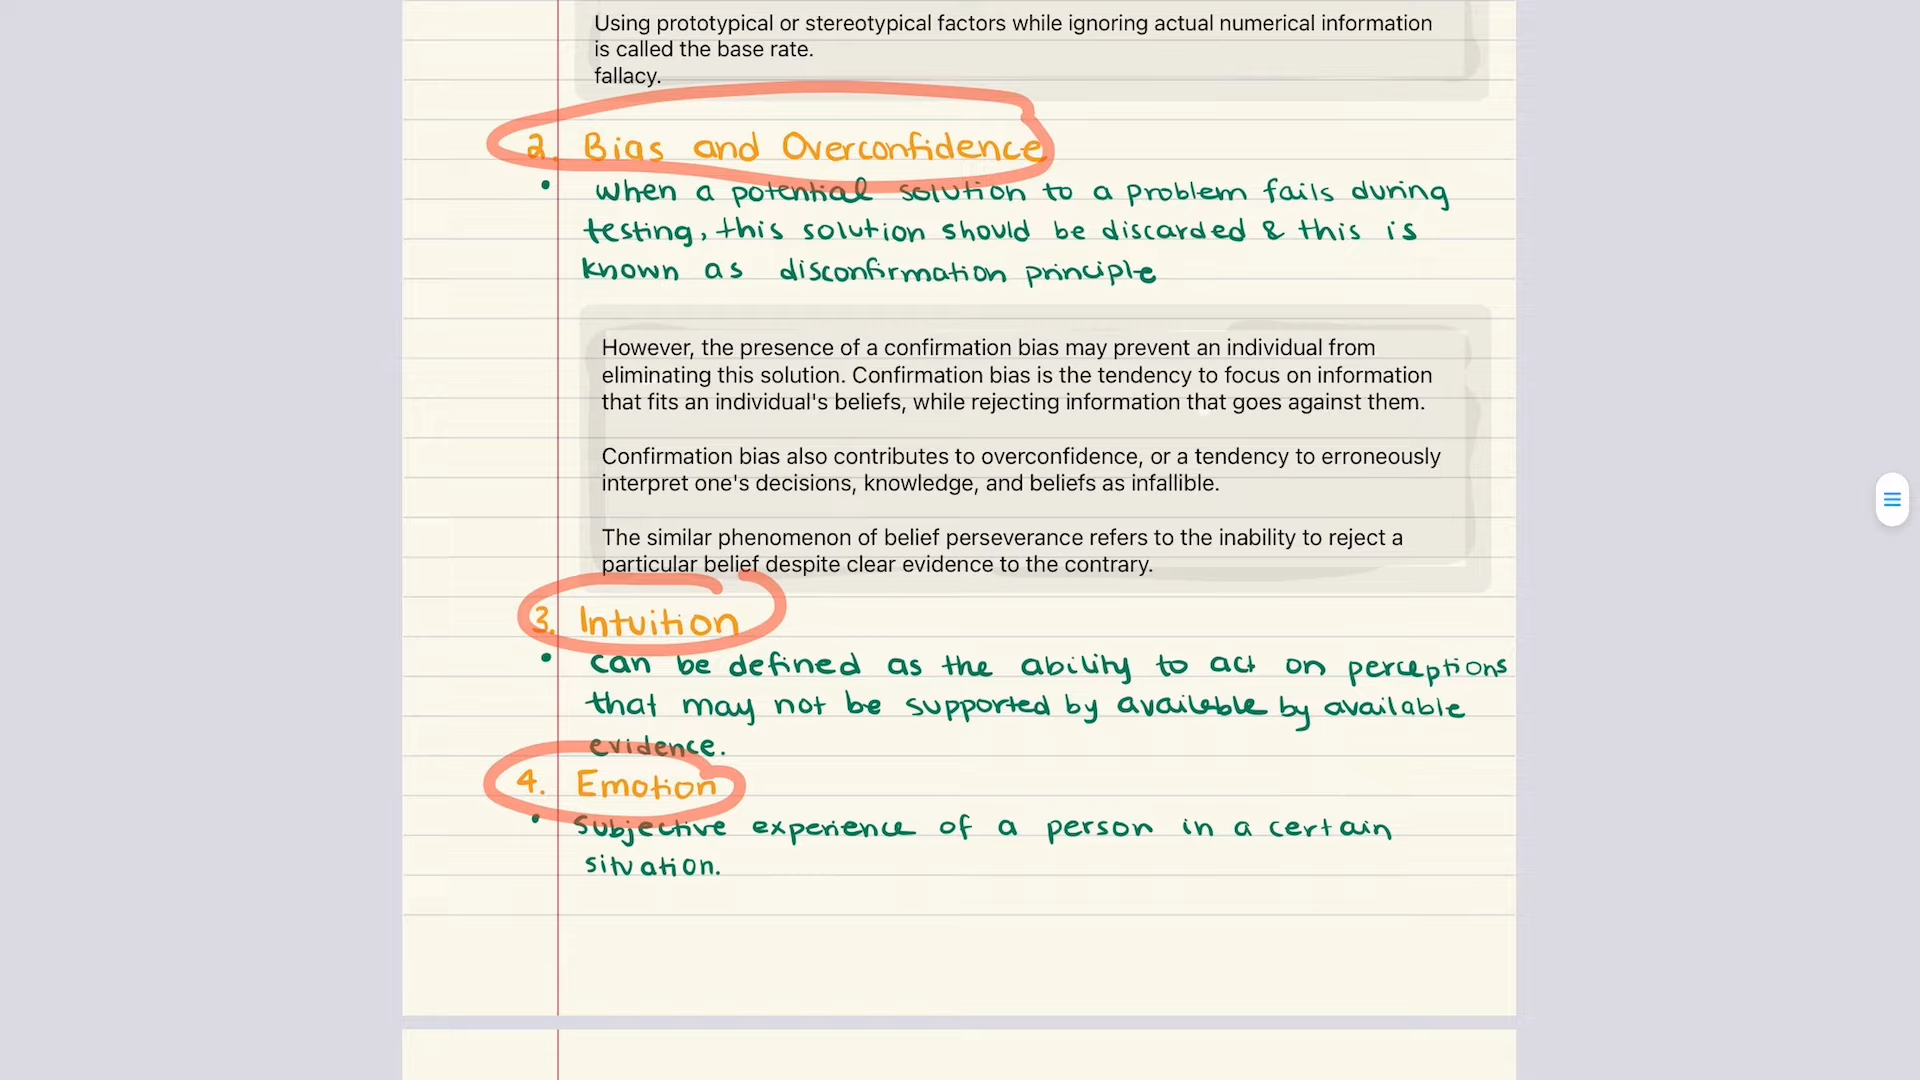 Using prototypical or stereotypical factors while ignoring actual numerical information
is called the base rate.
fallacy.
2. Bias and Overconfidence
• when a potential solution to a problem fails during
testing, this solution should be discarded & this is
known as disconfirmation principle
However, the presence of a confirmation bias may prevent an individual from
eliminating this solution. Confirmation bias is the tendency to focus on information
that fits an individual's beliefs, while rejecting information that goes against them.
Confirmation bias also contributes to overconfidence, or a tendency to erroneously
interpret one's decisions, knowledge, and beliefs as infallible.
The similar phenomenon of belief perseverance refers to the inability to reject a
particular belief despite clear evidence to the contrary.
3. Intuition
• can be defined as the ability to act on perceptions
that may not be supported by available by available
evidence.
4. Emotion
• Subjective experience of a person in a certain
situation.